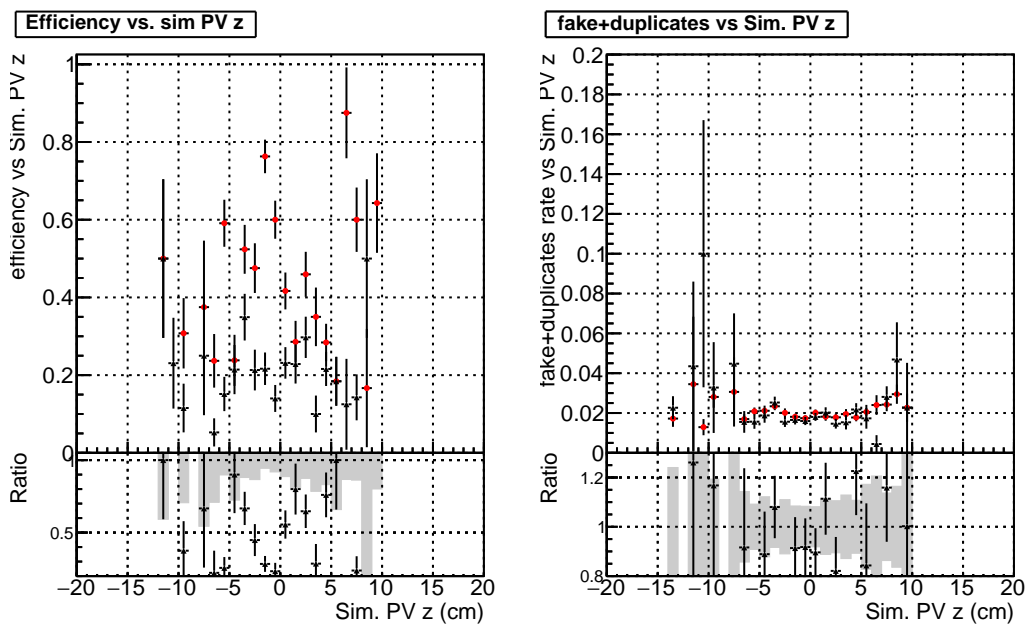 Efficiency vs. sim PV z
efficiency vs Sim. PV z
1
0.8
0.6
0.4
0.2
0
Ratio
1
0.5
−20 −15 −10 −5 0 5 10 15 20
Sim. PV z (cm)
fake+duplicates vs Sim. PV z
fake+duplicates rate vs Sim. PV z
0.2
0.18
0.16
0.14
0.12
0.1
0.08
0.06
0.04
0.02
0
Ratio
1.2
1
0.8
−20 −15 −10 −5 0 5 10 15 20
Sim. PV z (cm)